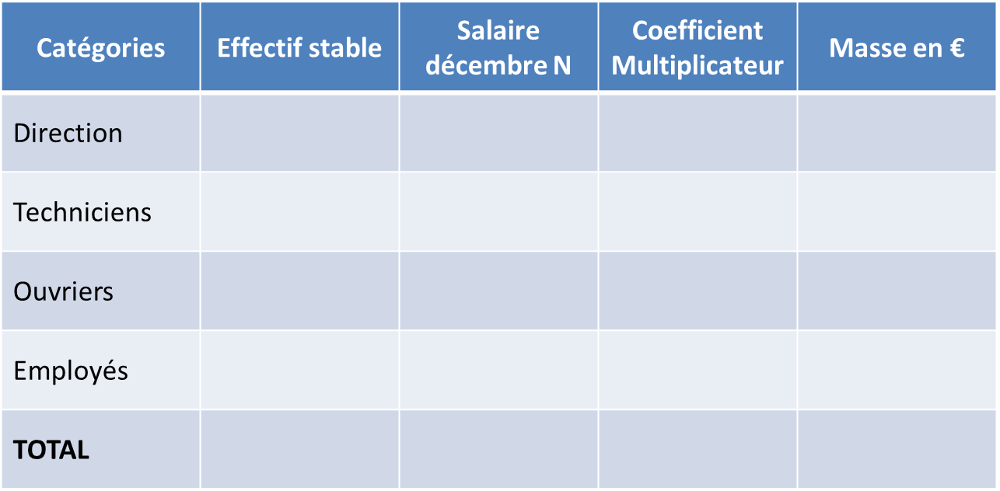 Catégories
Effectif stable
Salaire
décembre N
Coefficient
Multiplicateur
Masse en €
Direction
Techniciens
Ouvriers
Employés
TOTAL